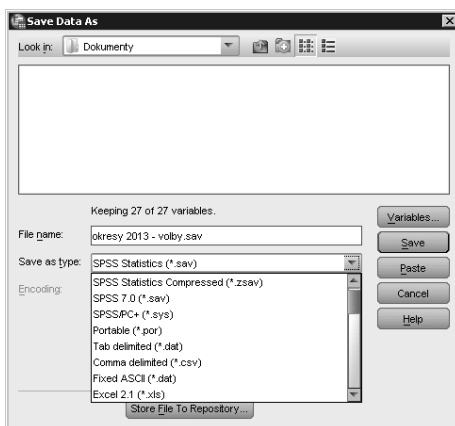 Save Data As
Look in: Dokumenty
Keeping 27 of 27 variables.
File name: okresy 2013 - volby.sav
Save as type: SPSS Statistics (*.sav)
Encoding:
SPSS Statistics Compressed (*.zsav)
SPSS 7.0 (*.sav)
SPSS/PC+ (*.sys)
Portable (*.por)
Tab delimited (*.dat)
Comma delimited (*.csv)
Fixed ASCII (*.dat)
Excel 2.1 (*.xls)
Variables...
Save
Paste
Cancel
Help
Store File To Repository...